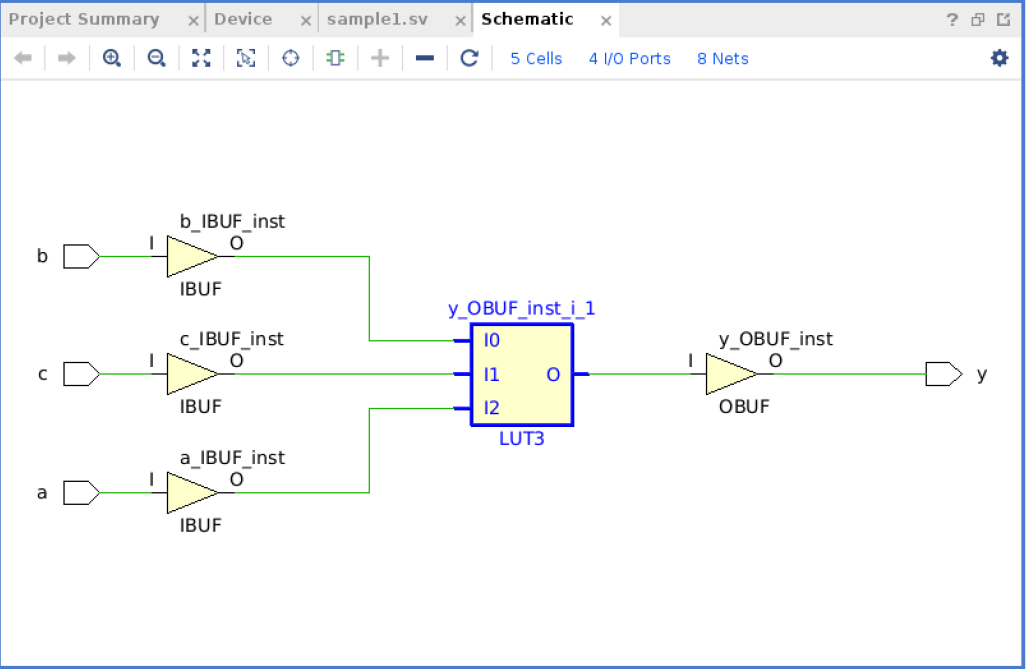 Project Summary × Device × sample1.sv × Schematic × ?
5 Cells 4 I/O Ports 8 Nets
b_IBUF_inst
b I O
IBUF
y_OBUF_inst_i_1
I0
c_IBUF_inst
y_OBUF_inst
c I O
I1 O
I O y
IBUF
OBUF
I2
LUT3
a_IBUF_inst
a I O
IBUF